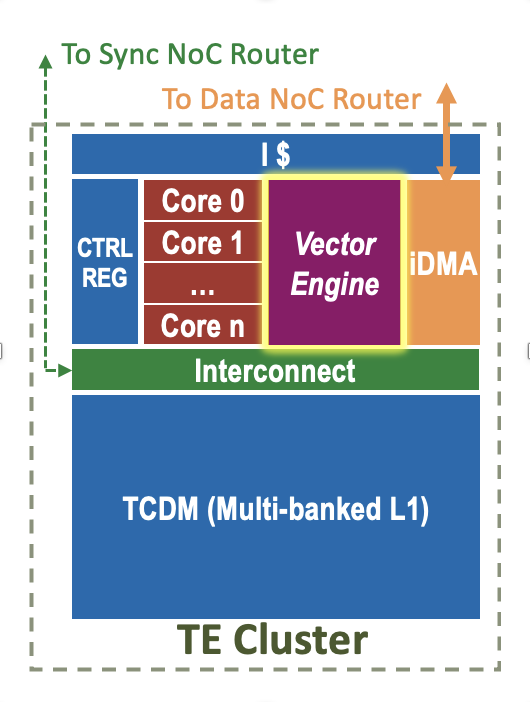 To Sync NoC Router
To Data NoC Router
I $
CTRL
REG
Core 0
Core 1
...
Core n
Vector
Engine
iDMA
Interconnect
TCDM (Multi-banked L1)
TE Cluster